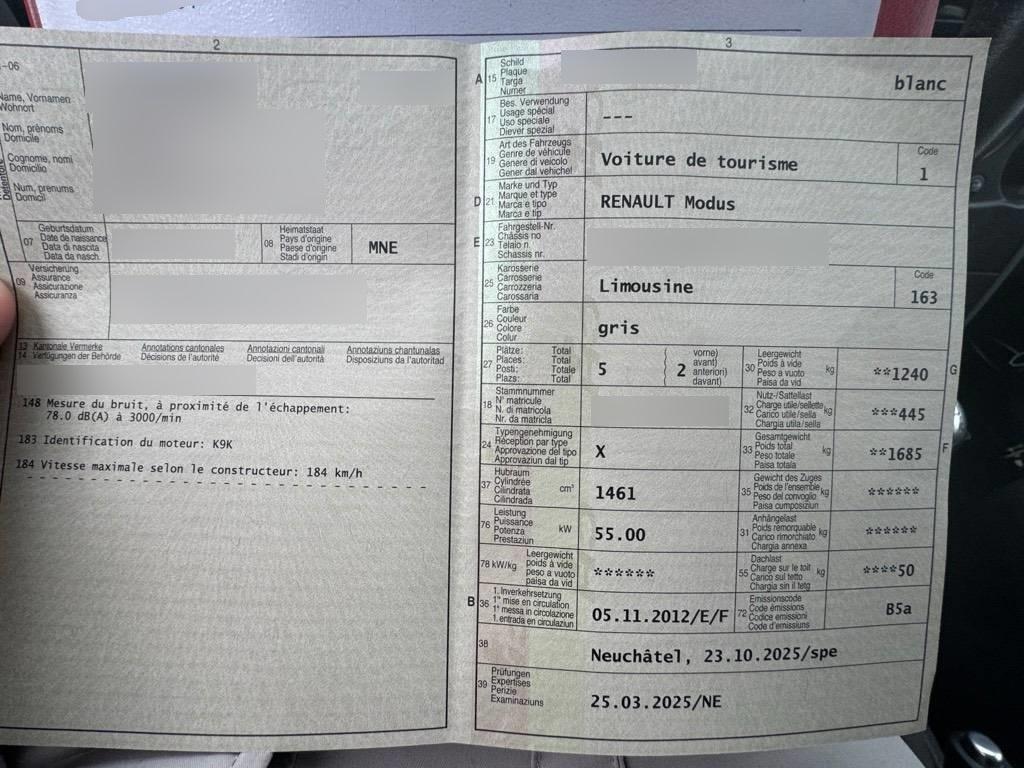 2
-06
Name, Vornamen
Wohnort
Nom, prénoms
Domicile
Cognome, nomi
Domicilio
Num, prenums
Domicil
07
Geburtsdatum
Date de naissance
Data di nascita
Data da nasch.
08
Heimatstaat
Pays d'origine
Paese d'origine
Stadi d'origin
MNE
09
Versicherung
Assurance
Assicurazione
Assicuranza
13 Kantonale Vermerke Annotations cantonales Annotazioni cantonali Annotaziuns chantunalas
14 Verfügungen der Behörde Décisions de l'autorité Decisioni dell'autorità Disposiziuns da l'autoritad
148 Mesure du bruit, à proximité de l'échappement:
78.0 dB(A) à 3000/min
183 Identification du moteur: K9K
184 Vitesse maximale selon le constructeur: 184 km/h
3
A 15
Schild
Plaque
Targa
Numer
blanc
17
Bes. Verwendung
Usage spécial
Uso speciale
Diever spezial
---
19
Art des Fahrzeugs
Genre de véhicule
Genere di veicolo
Gener dal vehichel
Voiture de tourisme
Code
1
D 21
Marke und Typ
Marque et type
Marca e tipo
Marca e tip
RENAULT Modus
E 23
Fahrgestell-Nr.
Châssis no
Telaio n.
Schassis nr.
25
Karosserie
Carrosserie
Carrozzeria
Carossaria
Limousine
Code
163
26
Farbe
Couleur
Colore
Colur
gris
27
Plätze: Total
Places: Total
Posti: Totale
Plazs: Total
5
2
vorne)
avant)
anteriori)
davant)
30
Leergewicht
Poids à vide
Peso a vuoto
Paisa da vid
kg
**1240
G
18
Stammnummer
N° matricule
N. di matricola
Nr. da matricla
32
Nutz-/Sattellast
Charge utile/sellette
Carico utile/sella
Chargia utila/sella
kg
***445
24
Typengenehmigung
Réception par type
Approvazione del tipo
Approvaziun dal tip
X
33
Gesamtgewicht
Poids total
Peso totale
Paisa totala
kg
**1685
F
37
Hubraum
Cylindrée
Cilindrata
Cilindrada
cm³
1461
35
Gewicht des Zuges
Poids de l'ensemble
Peso del convoglio
Paisa cumposiziun
kg
******
76
Leistung
Puissance
Potenza
Prestaziun
kW
55.00
31
Anhängelast
Poids remorquable
Carico rimorchiato
Chargia annexa
kg
******
78 kW/kg
Leergewicht
poids à vide
peso a vuoto
paisa da vid
******
55
Dachlast
Charge sur le toit
Carico sul tetto
Chargia sin il tetg
kg
****50
B 36
1. Inverkehrsetzung
1re mise en circulation
1a messa in circolazione
1. entrada en circulaziun
05.11.2012/E/F
72
Emissionscode
Code émissions
Codice emissioni
Code d'emissiuns
B5a
38
Neuchâtel, 23.10.2025/spe
39
Prüfungen
Expertises
Perizie
Examinaziuns
25.03.2025/NE